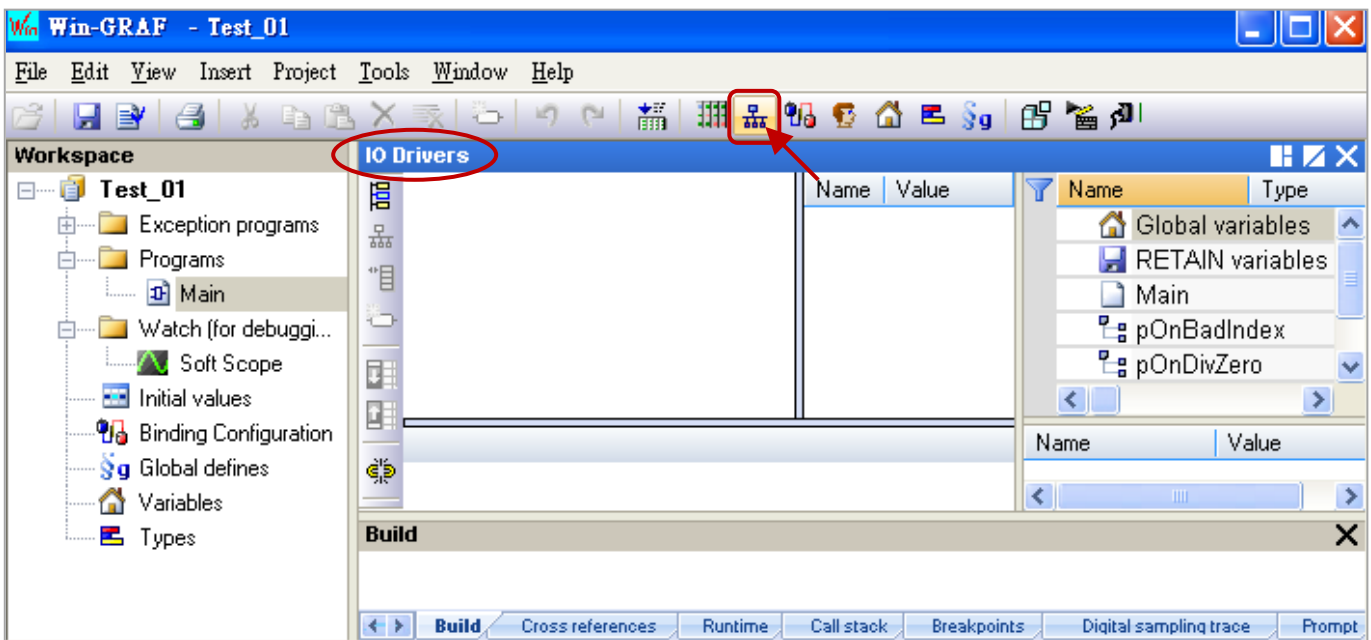 Win Win-GRAF - Test_01
File Edit View Insert Project Tools Window Help
§g
Workspace
IO Drivers
Test_01
Exception programs
Programs
Main
Watch (for debuggi...
Soft Scope
Initial values
Binding Configuration
§g Global defines
Variables
Types
Name Value
Name Type
Global variables
RETAIN variables
Main
pOnBadIndex
pOnDivZero
Name Value
Build
Build Cross references Runtime Call stack Breakpoints Digital sampling trace Prompt